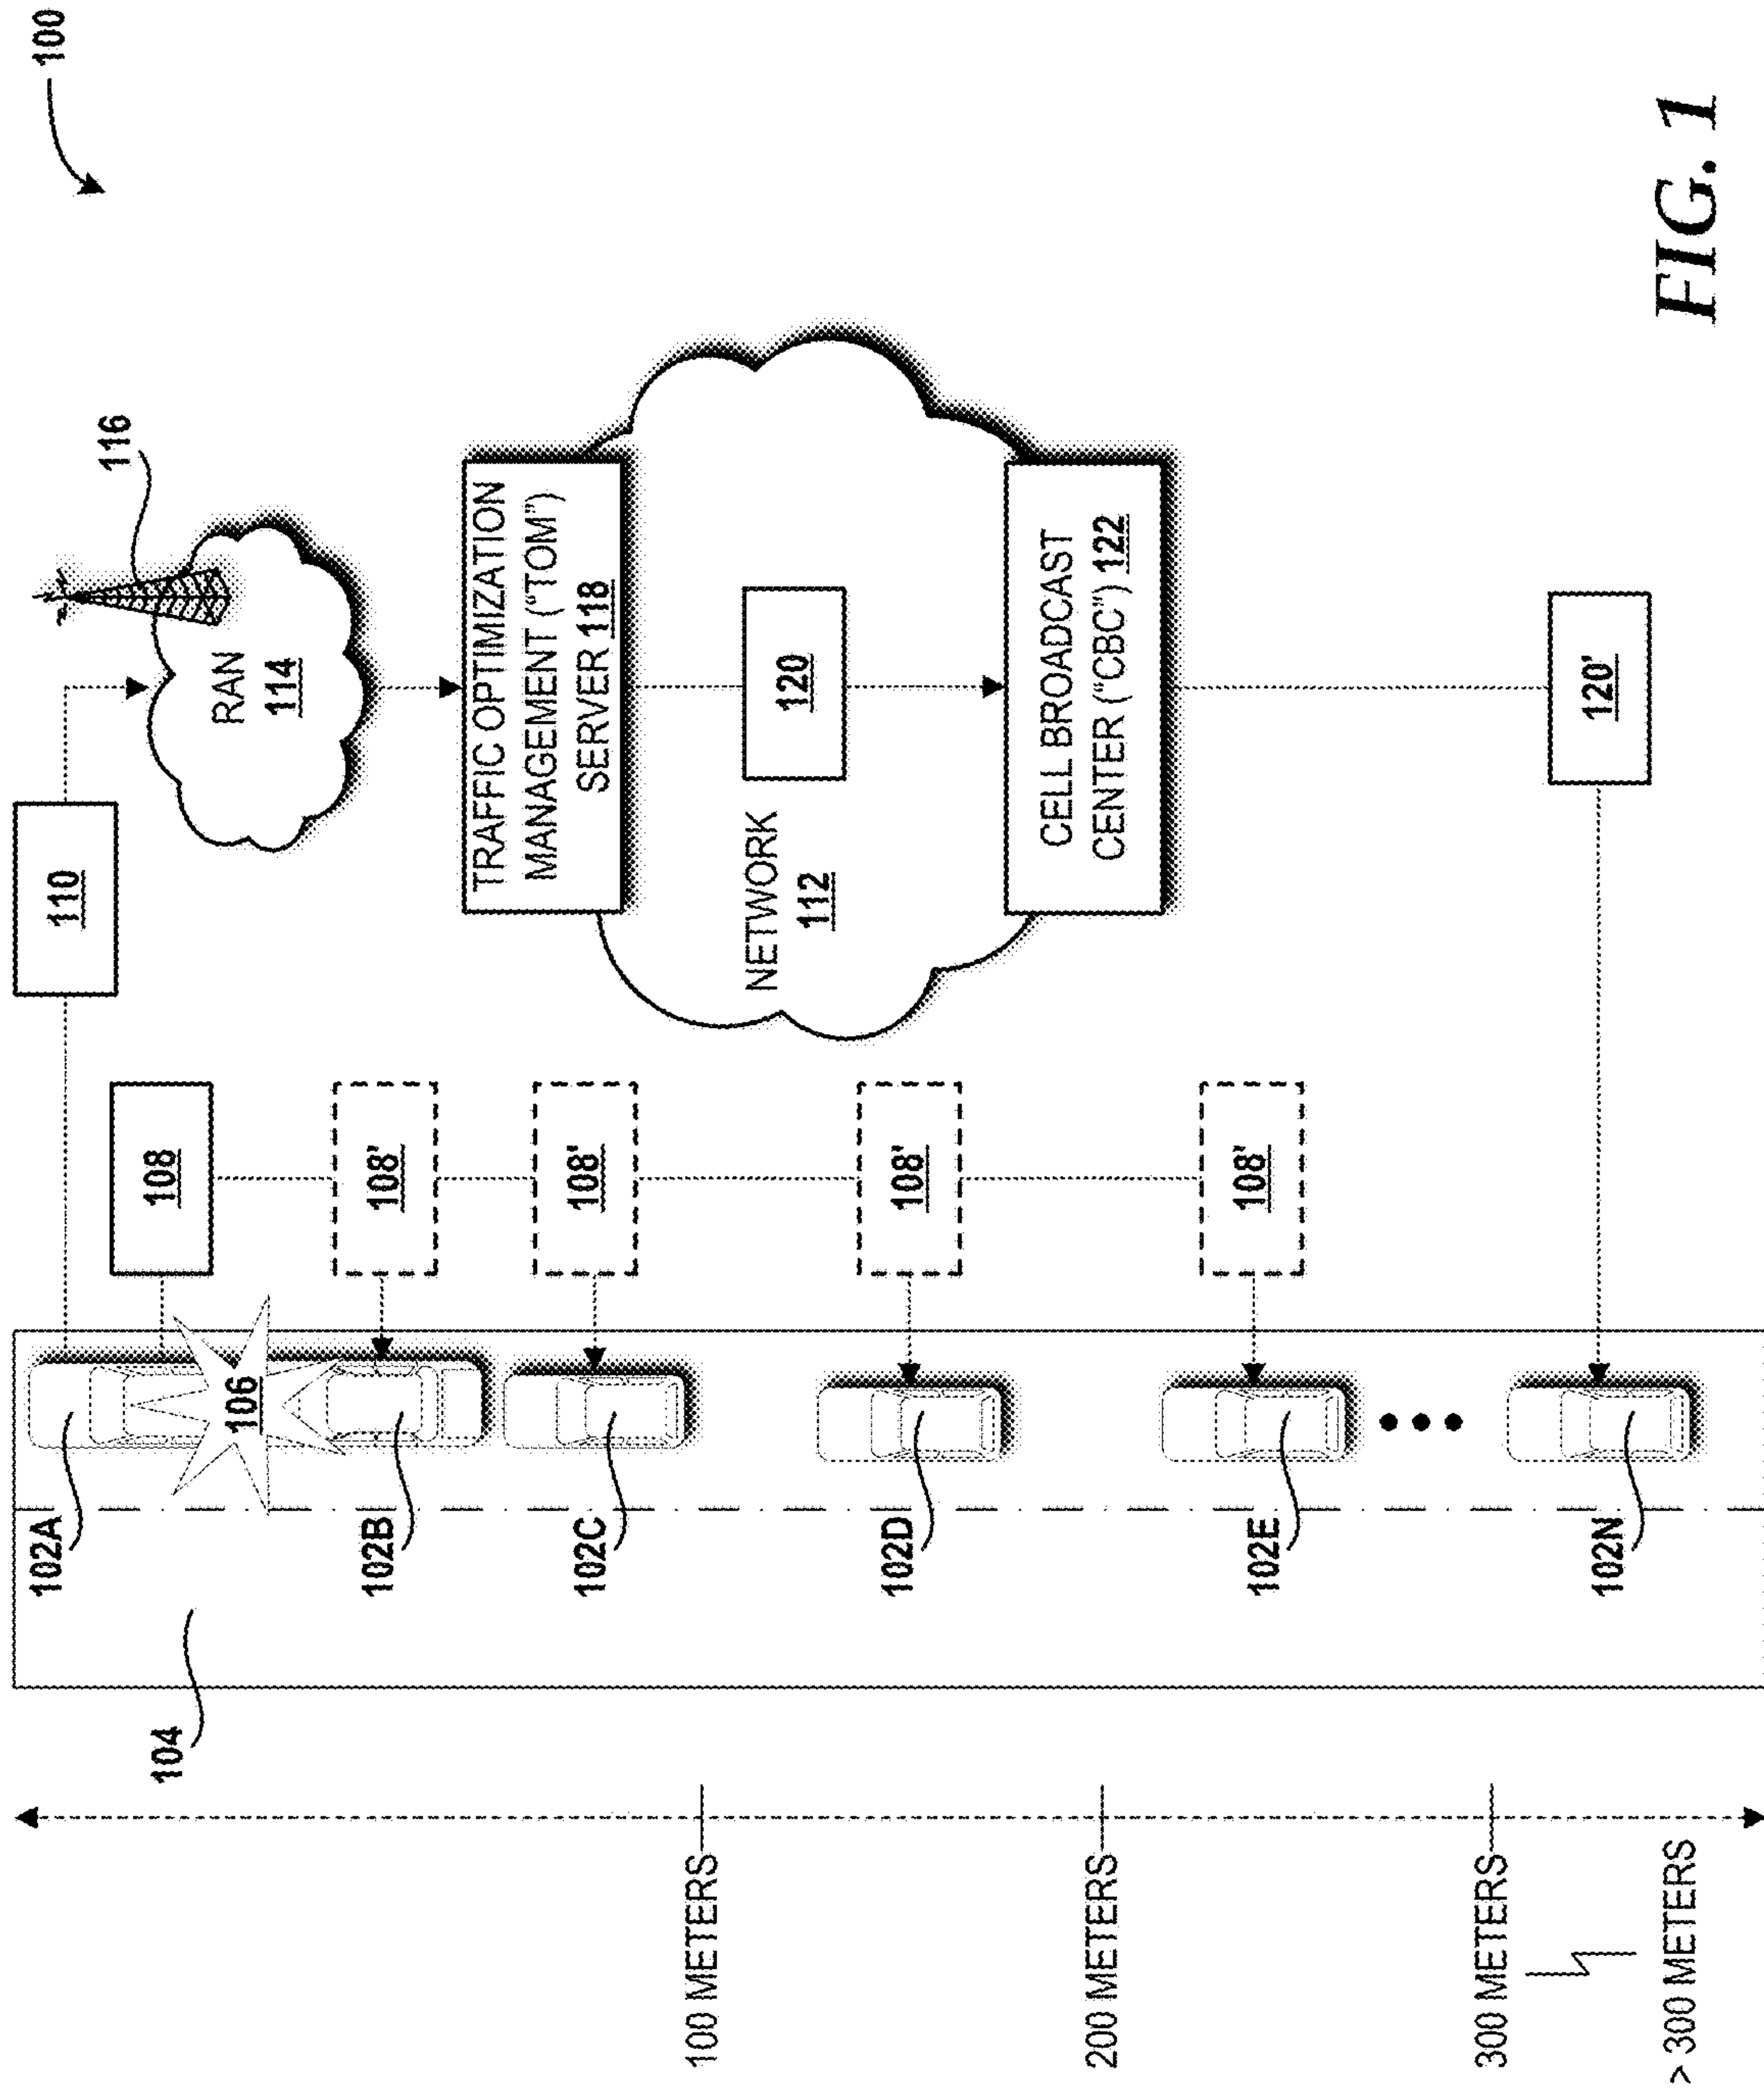 100
116
110
RAN
114
TRAFFIC OPTIMIZATION
MANAGEMENT ("TOM")
SERVER 118
120
NETWORK
112
CELL BROADCAST
CENTER ("CBC") 122
120'
108
108'
108'
108'
108'
106
102A
102B
102C
102D
102E
102N
104
100 METERS
200 METERS
300 METERS
> 300 METERS
FIG. 1